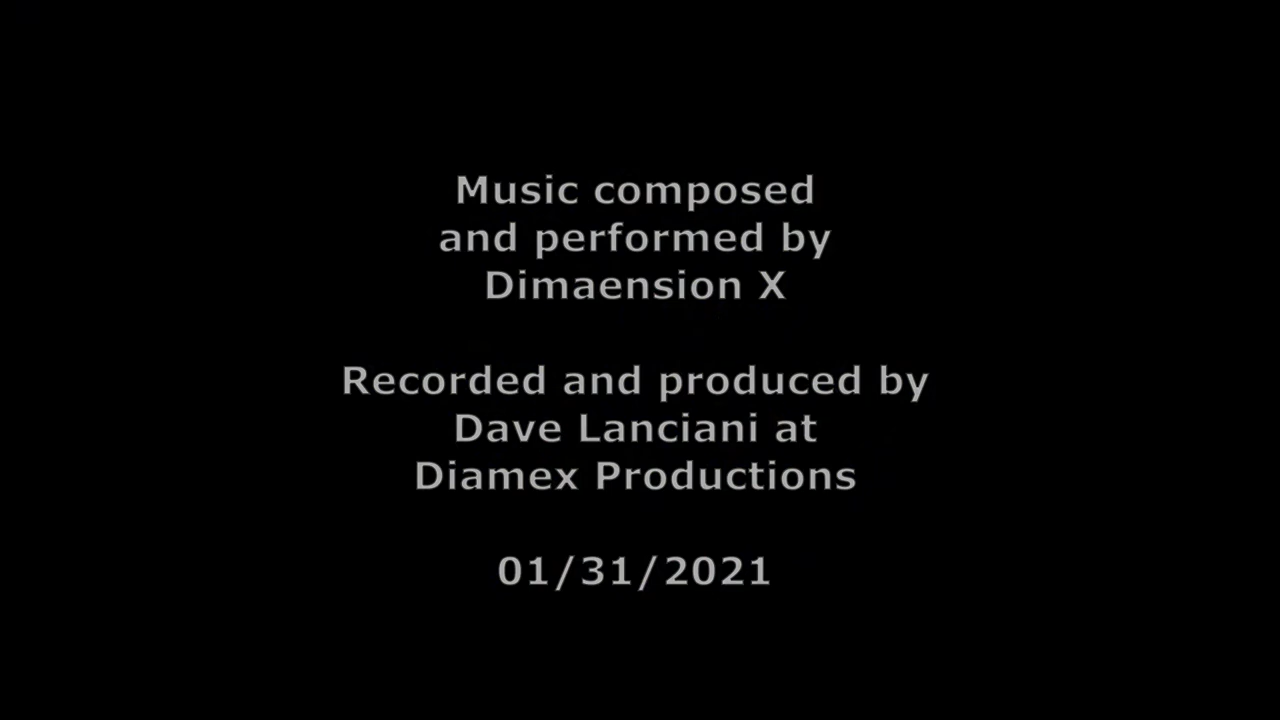 Music composed
and performed by
Dimaension X
Recorded and produced by
Dave Lanciani at
Diamex Productions
01/31/2021